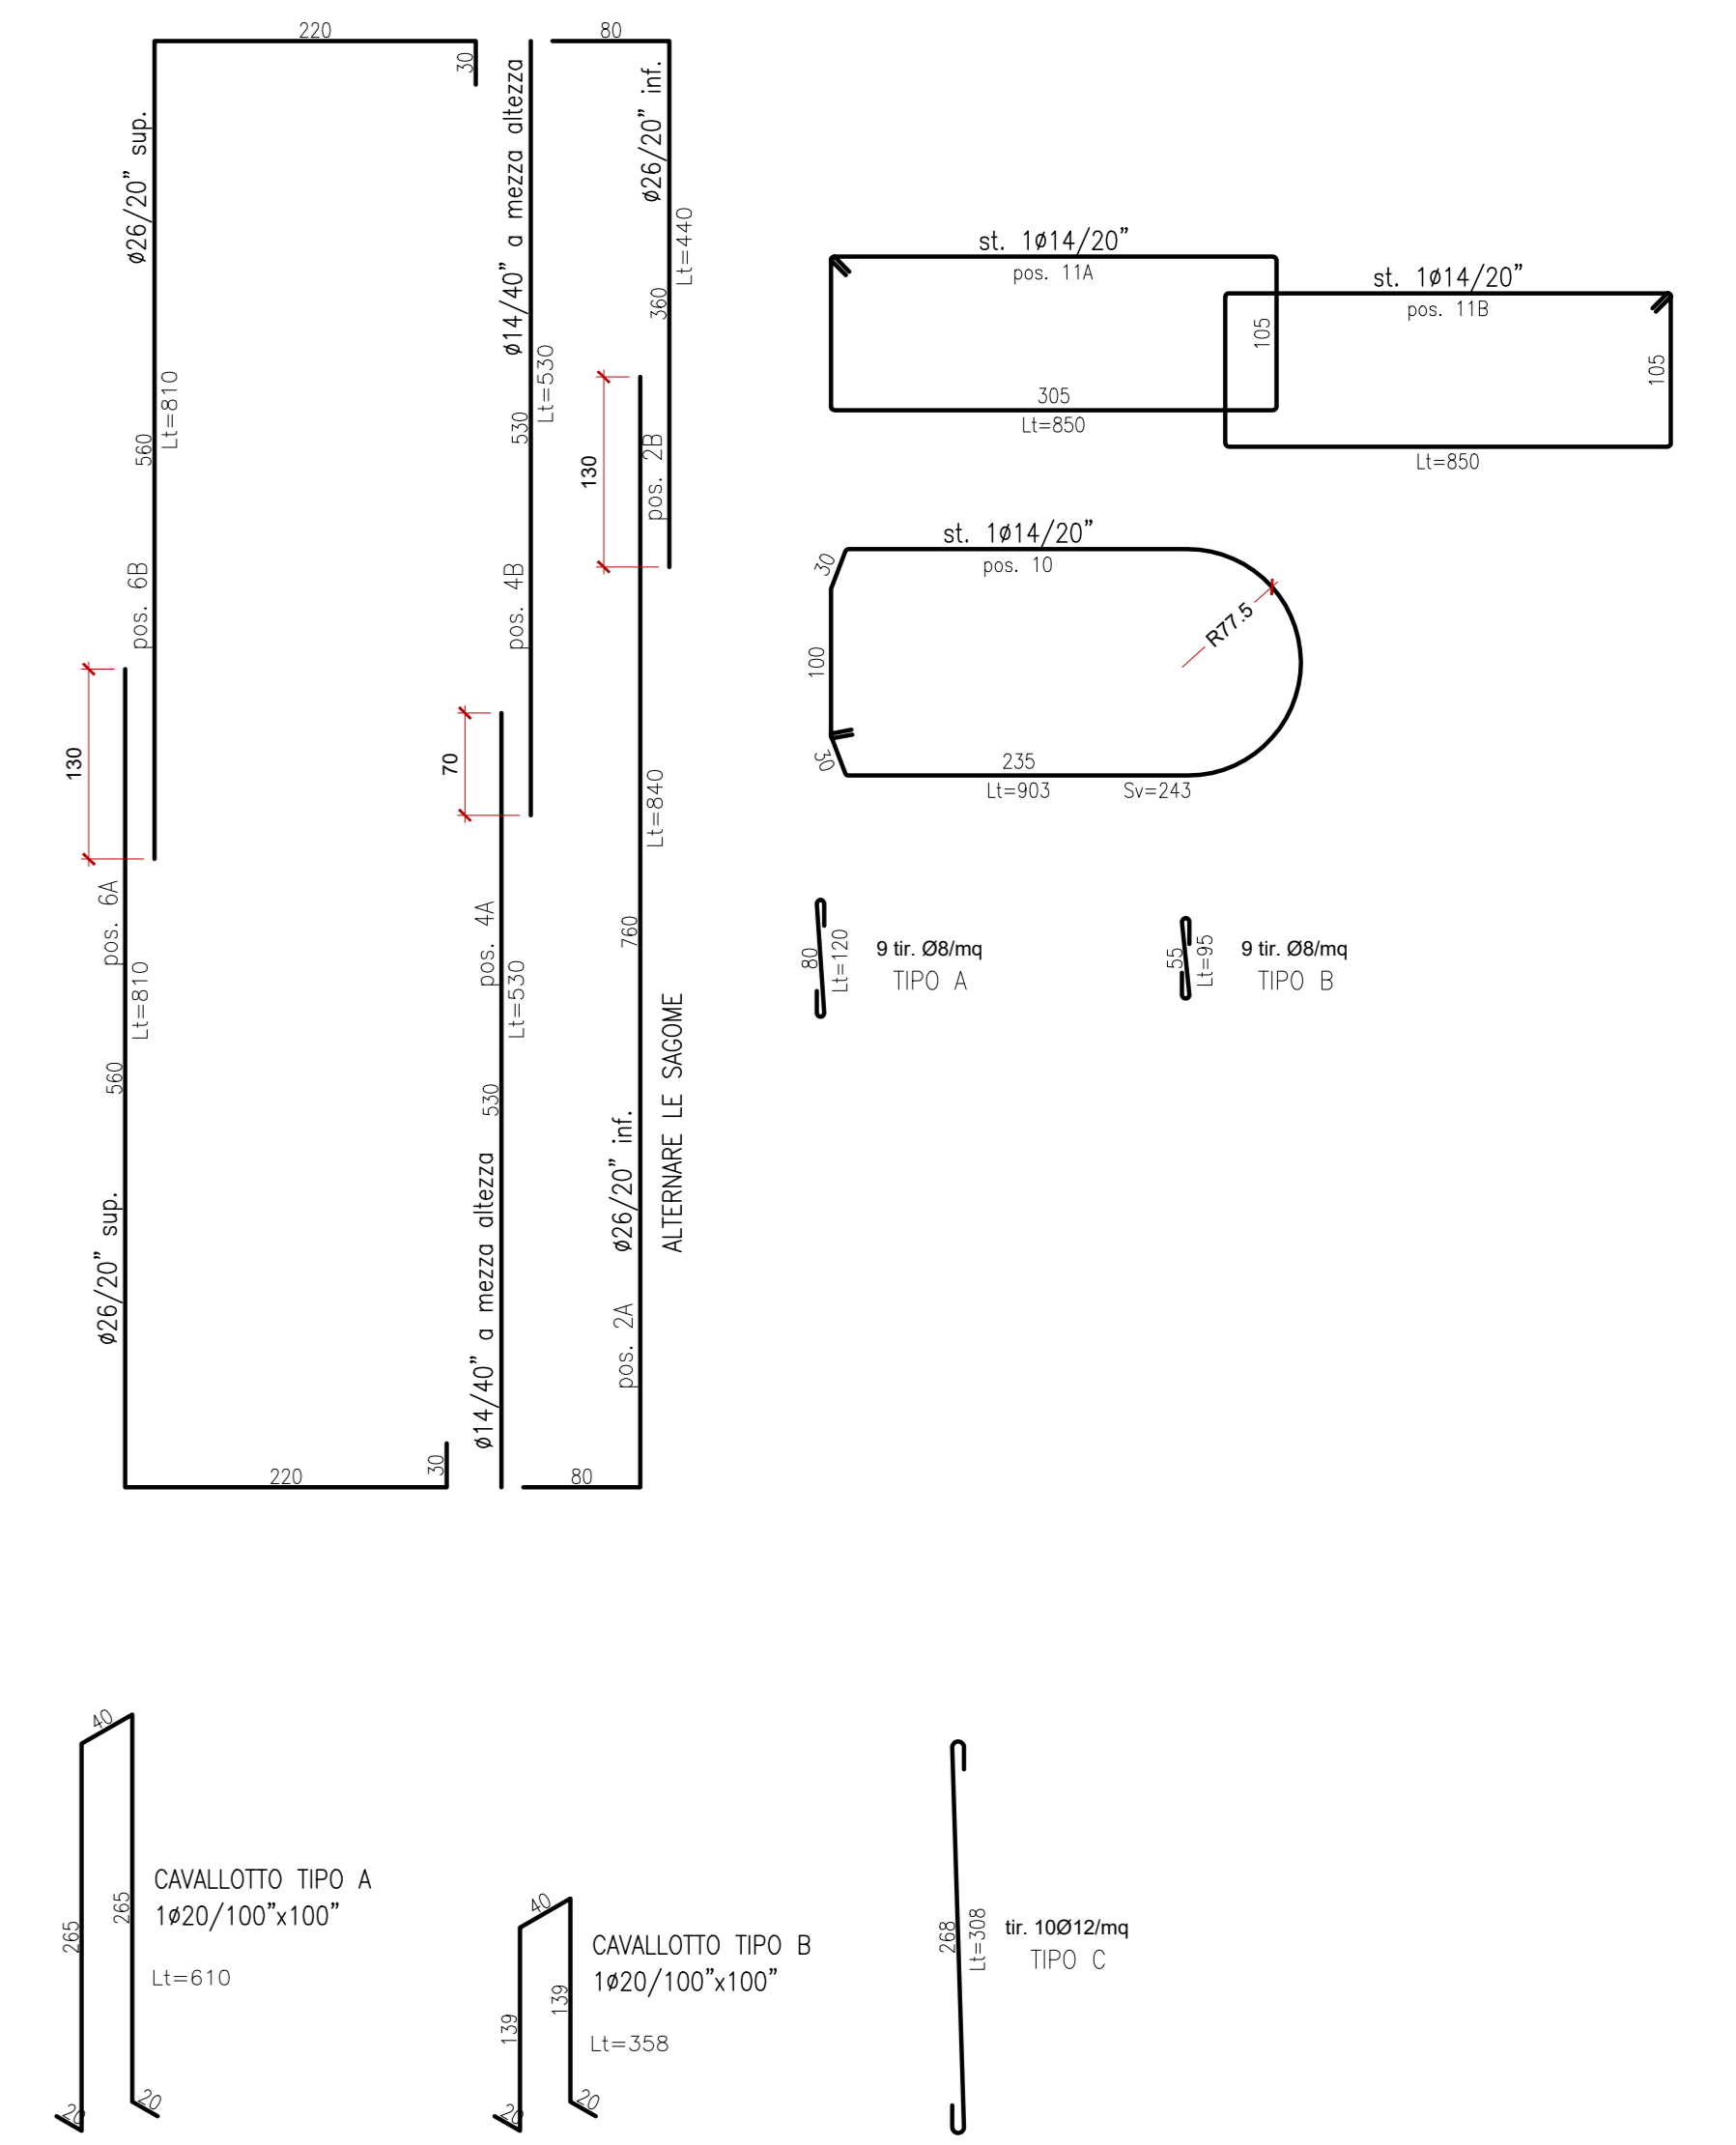 220
30
ø26/20” sup.
560
Lt=810
pos. 6B
130
pos. 6A
Lt=810
560
ø26/20” sup.
220
30
ø14/40” a mezza altezza
530
Lt=530
pos. 4B
70
pos. 4A
Lt=530
530
ø14/40” a mezza altezza
80
ø26/20” inf.
Lt=440
360
130
pos. 2B
Lt=840
760
ALTERNARE LE SAGOME
ø26/20” inf.
pos. 2A
80
st. 1ø14/20”
pos. 11A
105
305
Lt=850
st. 1ø14/20”
pos. 11B
105
Lt=850
st. 1ø14/20”
pos. 10
30
R77.5
100
30
235
Lt=903
Sv=243
80
Lt=120
9 tir. Ø8/mq
TIPO A
55
Lt=95
9 tir. Ø8/mq
TIPO B
40
265
265
CAVALLOTTO TIPO A
1ø20/100”x100”
Lt=610
20
20
40
139
139
CAVALLOTTO TIPO B
1ø20/100”x100”
Lt=358
20
20
268
Lt=308
tir. 10Ø12/mq
TIPO C